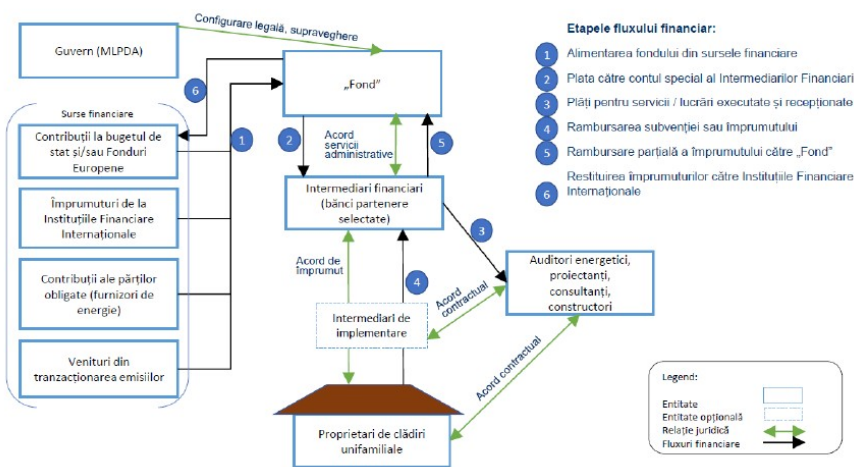 Configurare legală, supraveghere
Guvern (MLPDA)
„Fond”
6
Surse financiare
Contribuții la bugetul de
stat și/sau Fonduri
Europene
1
2
Acord
servicii
administrative
5
Împrumuturi de la
Instituțiile Financiare
Internaționale
Intermediari financiari
(bănci partenere
selectate)
3
Contribuții ale părților
obligate (furnizori de
energie)
Acord de
împrumut
4
Acord
contractual
Auditori energetici,
proiectanți,
consultanți,
constructori
Intermediari de
implementare
Venituri din
tranzacționarea emisiilor
Acord contractual
Proprietari de clădiri
unifamiliale
Etapele fluxului financiar:
1 Alimentarea fondului din sursele financiare
2 Plata către contul special al Intermediarilor Financiari
3 Plăți pentru servicii / lucrări executate și recepționate
4 Rambursarea subvenției sau împrumutului
5 Rambursare parțială a împrumutului către „Fond”
6 Restituirea împrumuturilor către Instituțiile Financiare
Internaționale
Legend:
Entitate
Entitate opțională
Relație juridică
Fluxuri financiare